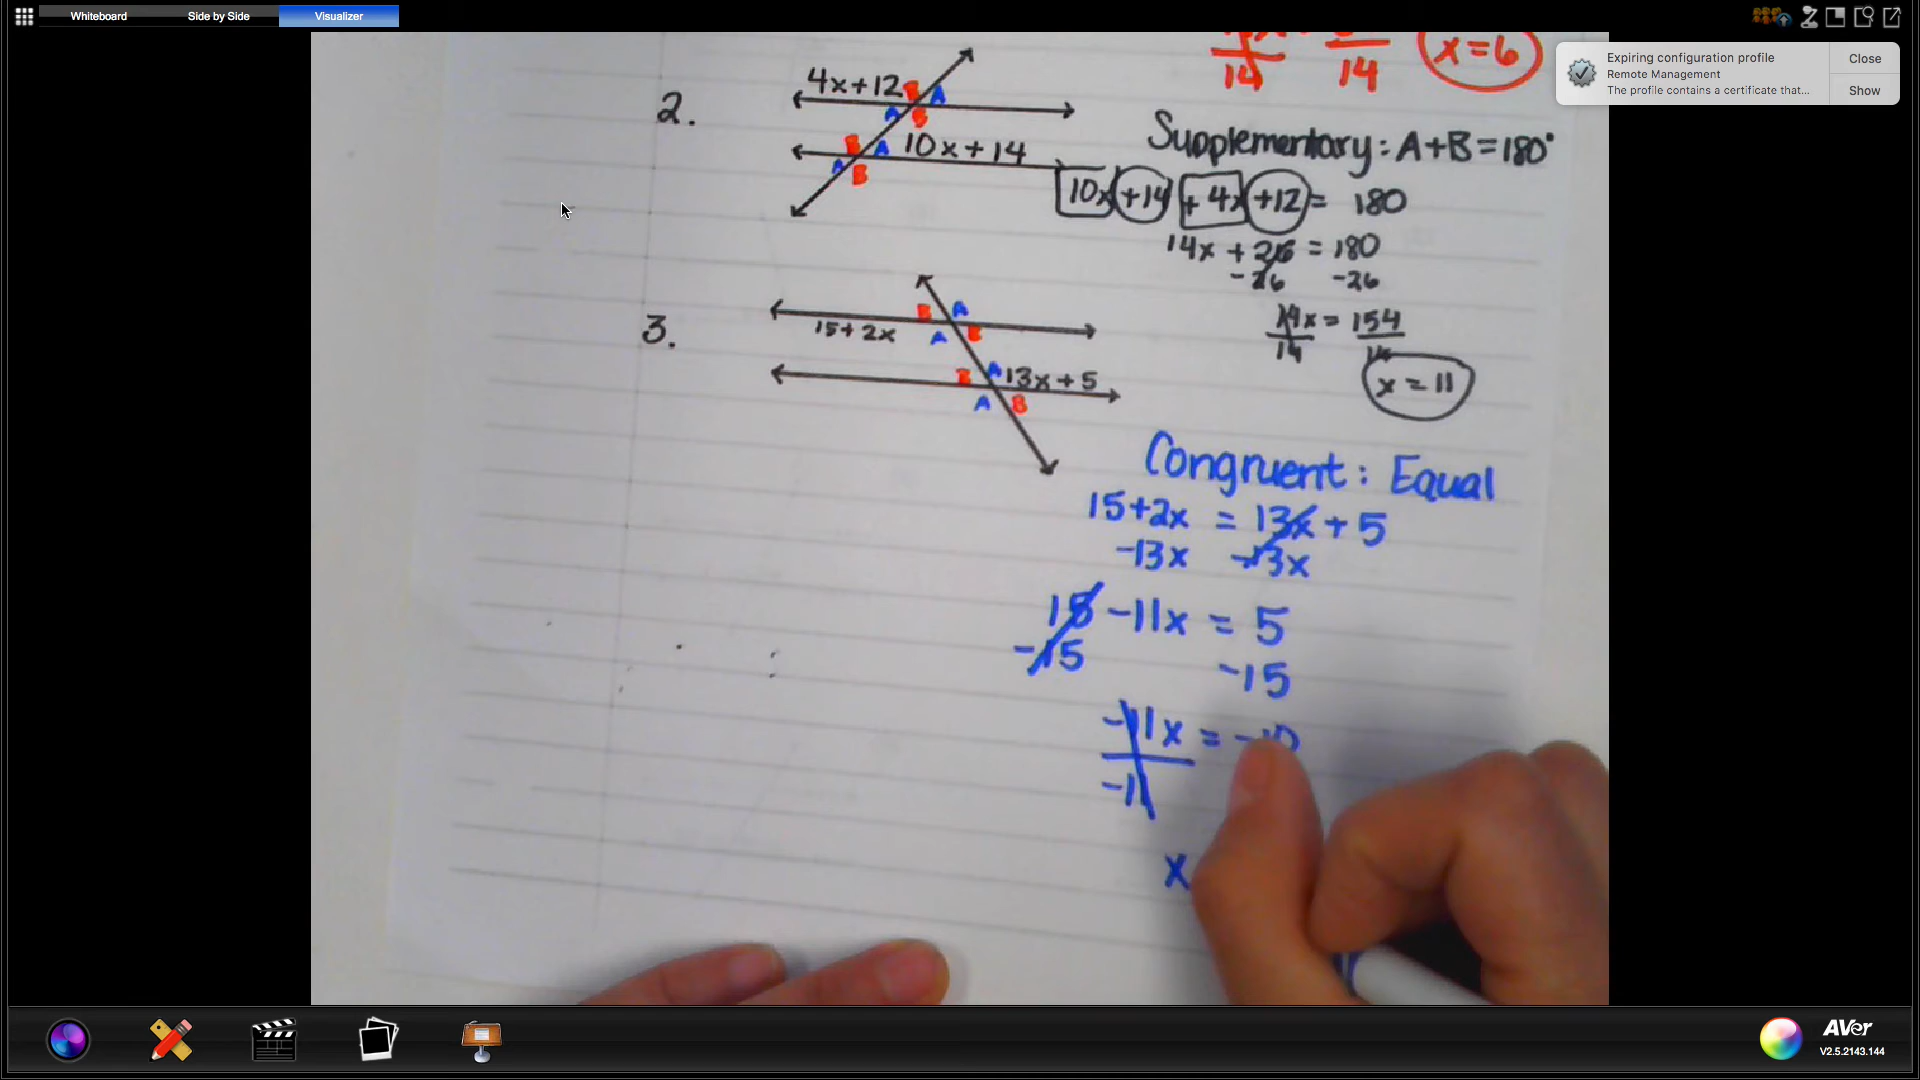 Whiteboard
Side by Side
Visualizer
Expiring configuration profile
Remote Management
The profile contains a certificate that...
Close
Show
14
14
x=6
2.
4x+12
B A
A B
B A
10x+14
A B
Supplementary: A+B=180°
10x +14 +4x +12 = 180
14x +26 = 180
-26 -26
14x = 154
14 14
x = 11
3.
B A
15+2x
A B
B A
13x+5
A B
Congruent: Equal
15+2x = 13x + 5
-13x -13x
15 -11x = 5
-15 -15
-11x = -10
-11
x
AVer
V2.5.2143.144